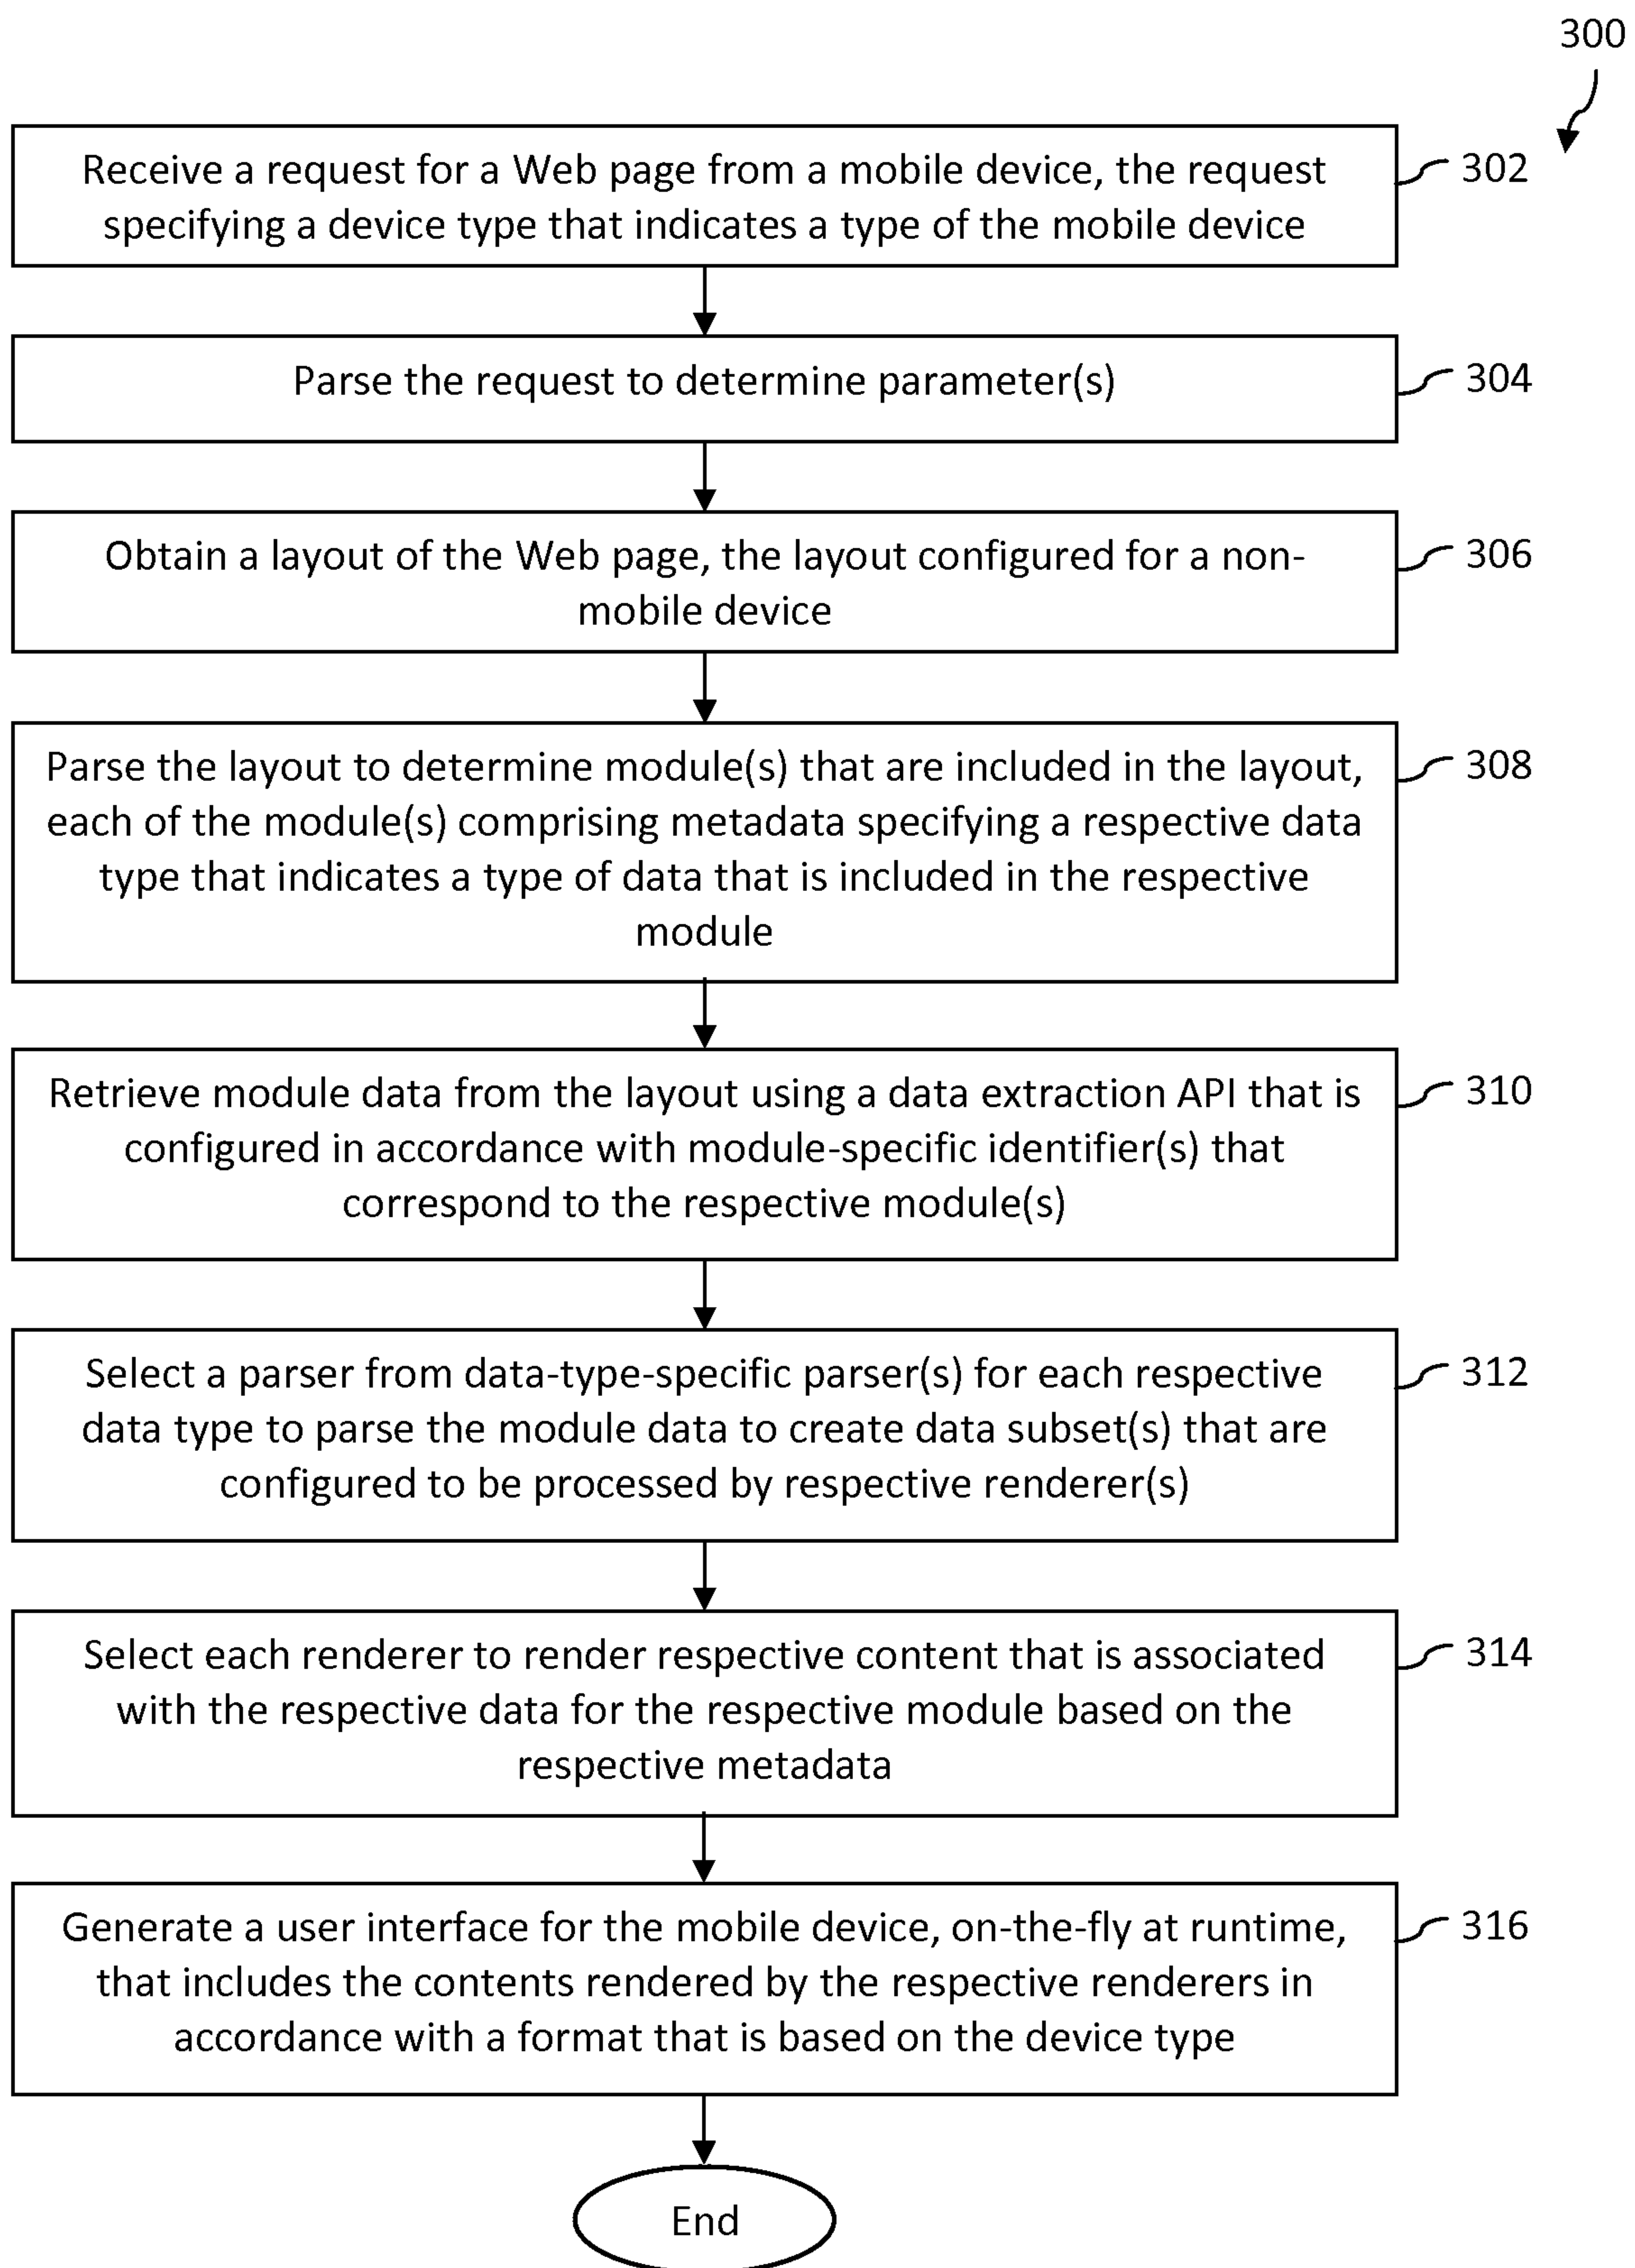 300
Receive a request for a Web page from a mobile device, the request
specifying a device type that indicates a type of the mobile device
302
Parse the request to determine parameter(s)
304
Obtain a layout of the Web page, the layout configured for a non-
mobile device
306
Parse the layout to determine module(s) that are included in the layout,
each of the module(s) comprising metadata specifying a respective data
type that indicates a type of data that is included in the respective
module
308
Retrieve module data from the layout using a data extraction API that is
configured in accordance with module-specific identifier(s) that
correspond to the respective module(s)
310
Select a parser from data-type-specific parser(s) for each respective
data type to parse the module data to create data subset(s) that are
configured to be processed by respective renderer(s)
312
Select each renderer to render respective content that is associated
with the respective data for the respective module based on the
respective metadata
314
Generate a user interface for the mobile device, on-the-fly at runtime,
that includes the contents rendered by the respective renderers in
accordance with a format that is based on the device type
316
End